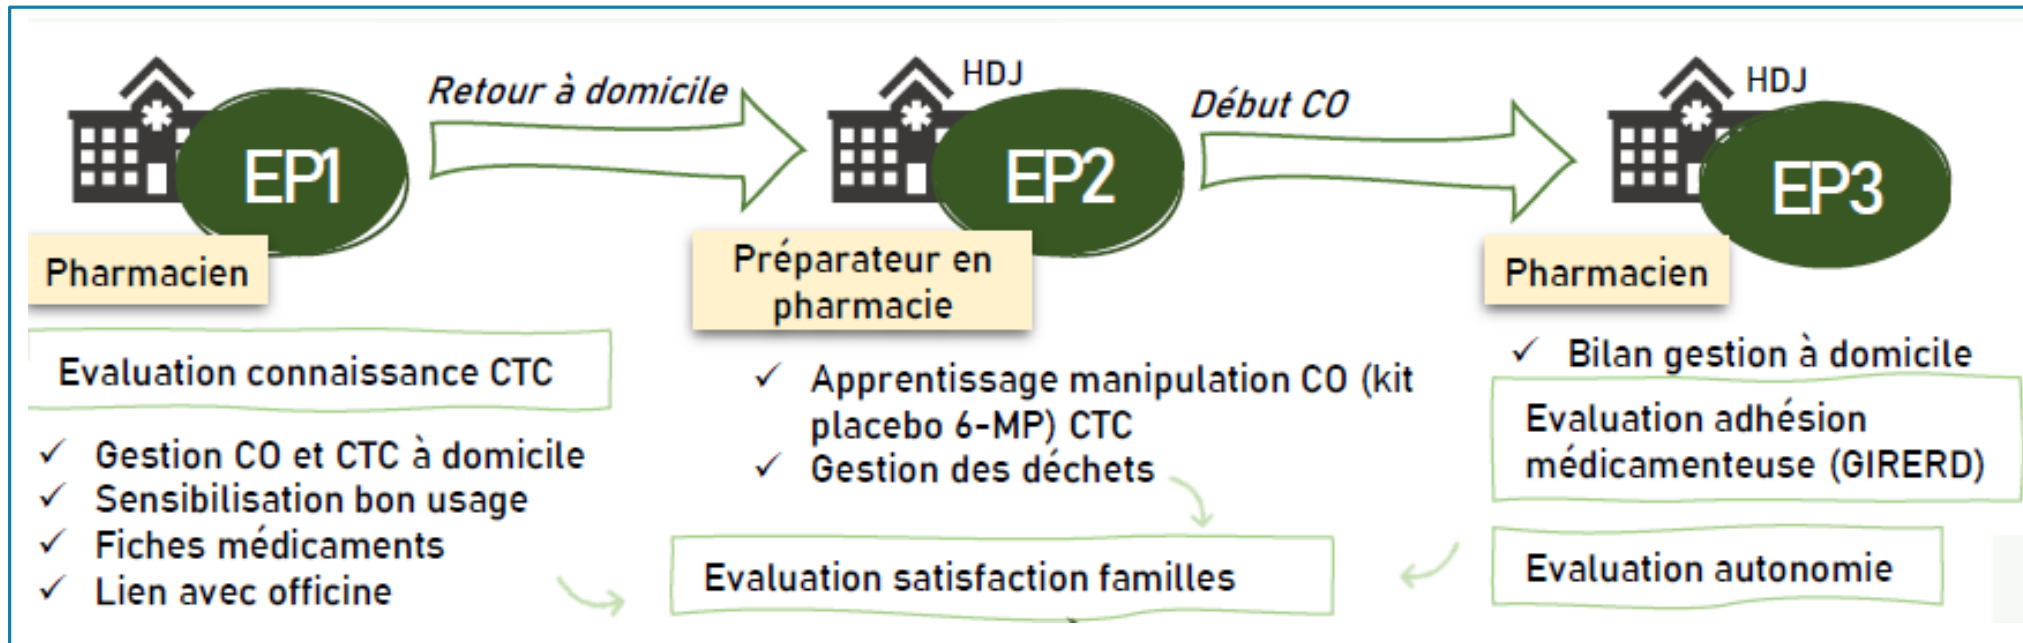 EP1
Pharmacien
Evaluation connaissance CTC
✓ Gestion CO et CTC à domicile
✓ Sensibilisation bon usage
✓ Fiches médicaments
✓ Lien avec officine
Retour à domicile
HDJ
EP2
Préparateur en
pharmacie
✓ Apprentissage manipulation CO (kit
placebo 6-MP) CTC
✓ Gestion des déchets
Evaluation satisfaction familles
Début CO
HDJ
EP3
Pharmacien
✓ Bilan gestion à domicile
Evaluation adhésion
médicamenteuse (GIRERD)
Evaluation autonomie